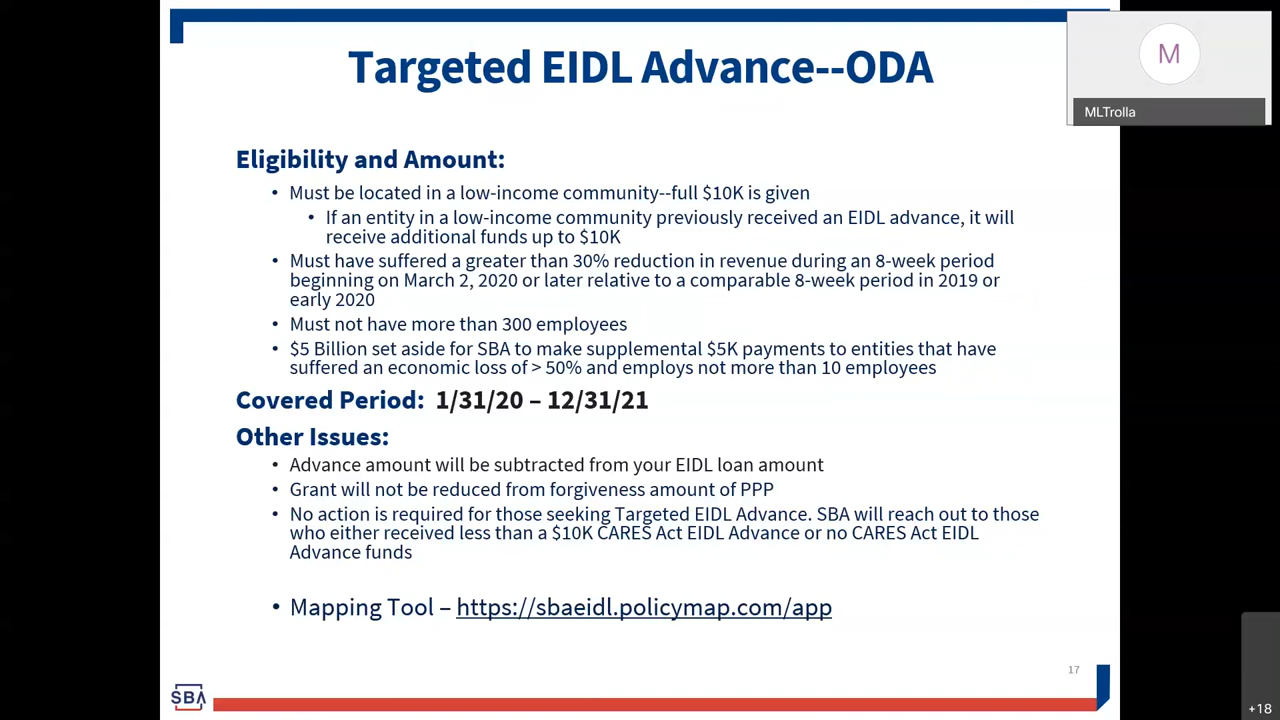 Targeted EIDL Advance--ODA
M
MLTrolla
Eligibility and Amount:
• Must be located in a low-income community--full $10K is given
• If an entity in a low-income community previously received an EIDL advance, it will
receive additional funds up to $10K
• Must have suffered a greater than 30% reduction in revenue during an 8-week period
beginning on March 2, 2020 or later relative to a comparable 8-week period in 2019 or
early 2020
• Must not have more than 300 employees
• $5 Billion set aside for SBA to make supplemental $5K payments to entities that have
suffered an economic loss of > 50% and employs not more than 10 employees
Covered Period: 1/31/20 – 12/31/21
Other Issues:
• Advance amount will be subtracted from your EIDL loan amount
• Grant will not be reduced from forgiveness amount of PPP
• No action is required for those seeking Targeted EIDL Advance. SBA will reach out to those
who either received less than a $10K CARES Act EIDL Advance or no CARES Act EIDL
Advance funds
• Mapping Tool – https://sbaeidl.policymap.com/app
17
SBA
+18